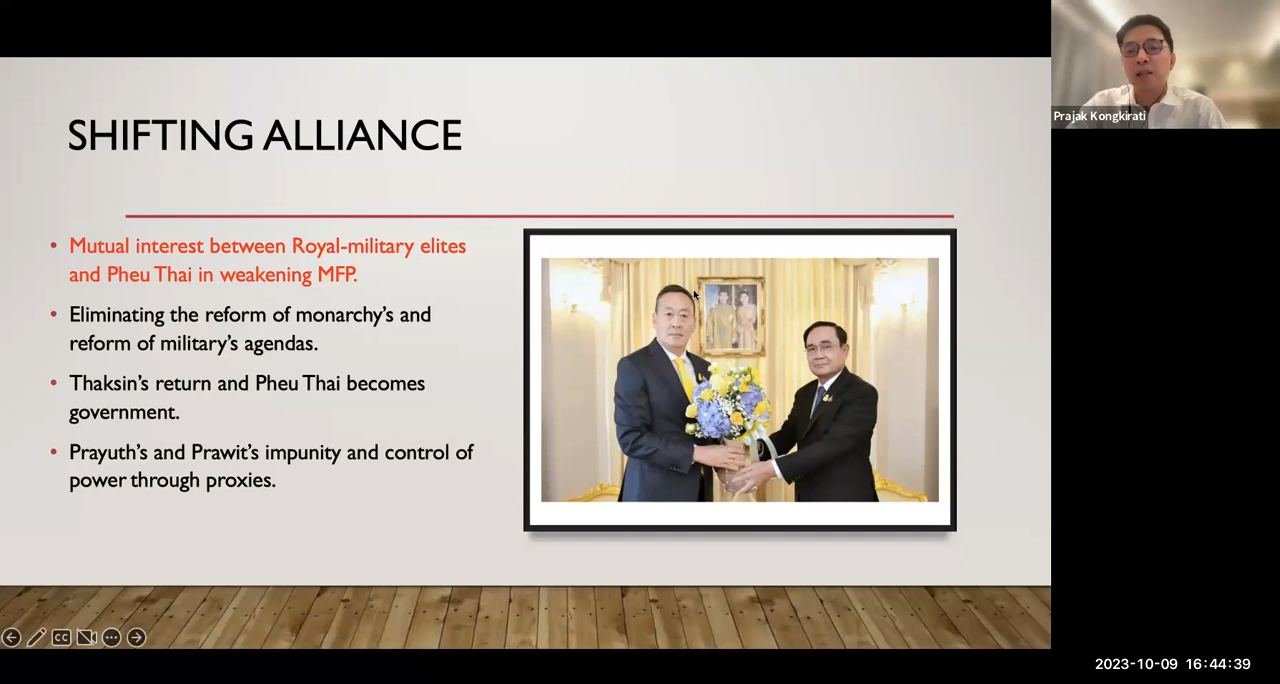 SHIFTING ALLIANCE
• Mutual interest between Royal-military elites
and Pheu Thai in weakening MFP.
• Eliminating the reform of monarchy's and
reform of military's agendas.
• Thaksin's return and Pheu Thai becomes
government.
• Prayuth's and Prawit's impunity and control of
power through proxies.
Prajak Kongkirati
CC
2023-10-09 16:44:39